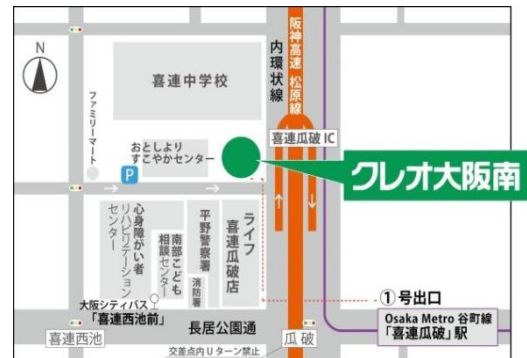 N
喜連中学校
ファミリーマート
おとしより
すこやかセンター
P
内環状線
阪神高速 松原線
喜連瓜破 IC
クレオ大阪南
心身障がい者
リハビリテーション
センター
南部こども
相談センター
平野警察署
消防署
ライフ
喜連瓜破店
大阪シティバス
「喜連西池前」
①号出口
Osaka Metro 谷町線
「喜連瓜破」駅
喜連西池
長居公園通
瓜破
交差点内Uターン禁止